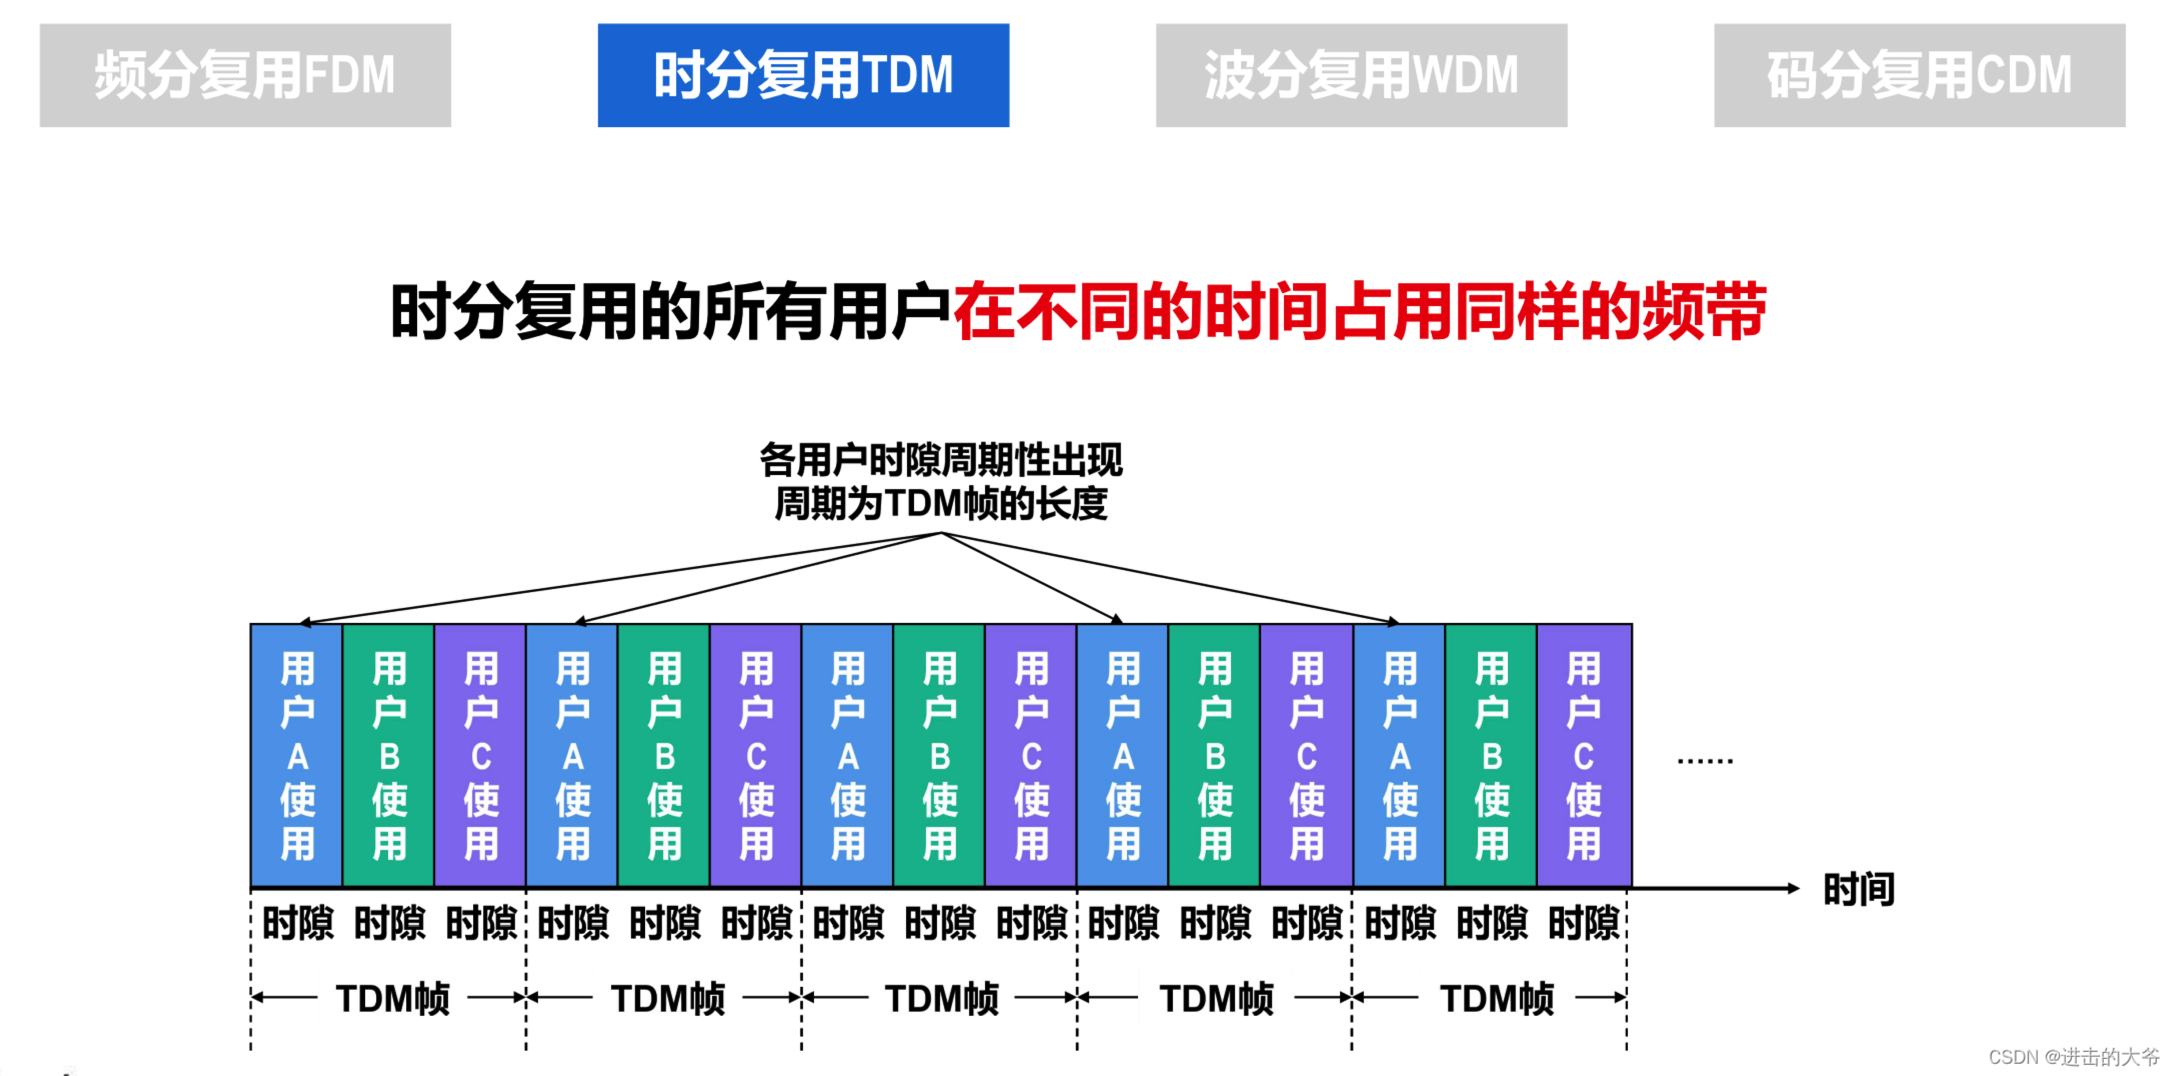 频分复用FDM
时分复用TDM
波分复用WDM
码分复用CDM
时分复用的所有用户在不同的时间占用同样的频带
各用户时隙周期性出现
周期为TDM帧的长度
用户A使用
用户B使用
用户C使用
用户A使用
用户B使用
用户C使用
用户A使用
用户B使用
用户C使用
用户A使用
用户B使用
用户C使用
用户A使用
用户B使用
用户C使用
……
时间
时隙 时隙 时隙 时隙 时隙 时隙 时隙 时隙 时隙 时隙 时隙 时隙 时隙 时隙 时隙
TDM帧 TDM帧 TDM帧 TDM帧 TDM帧
CSDN @进击的大爷